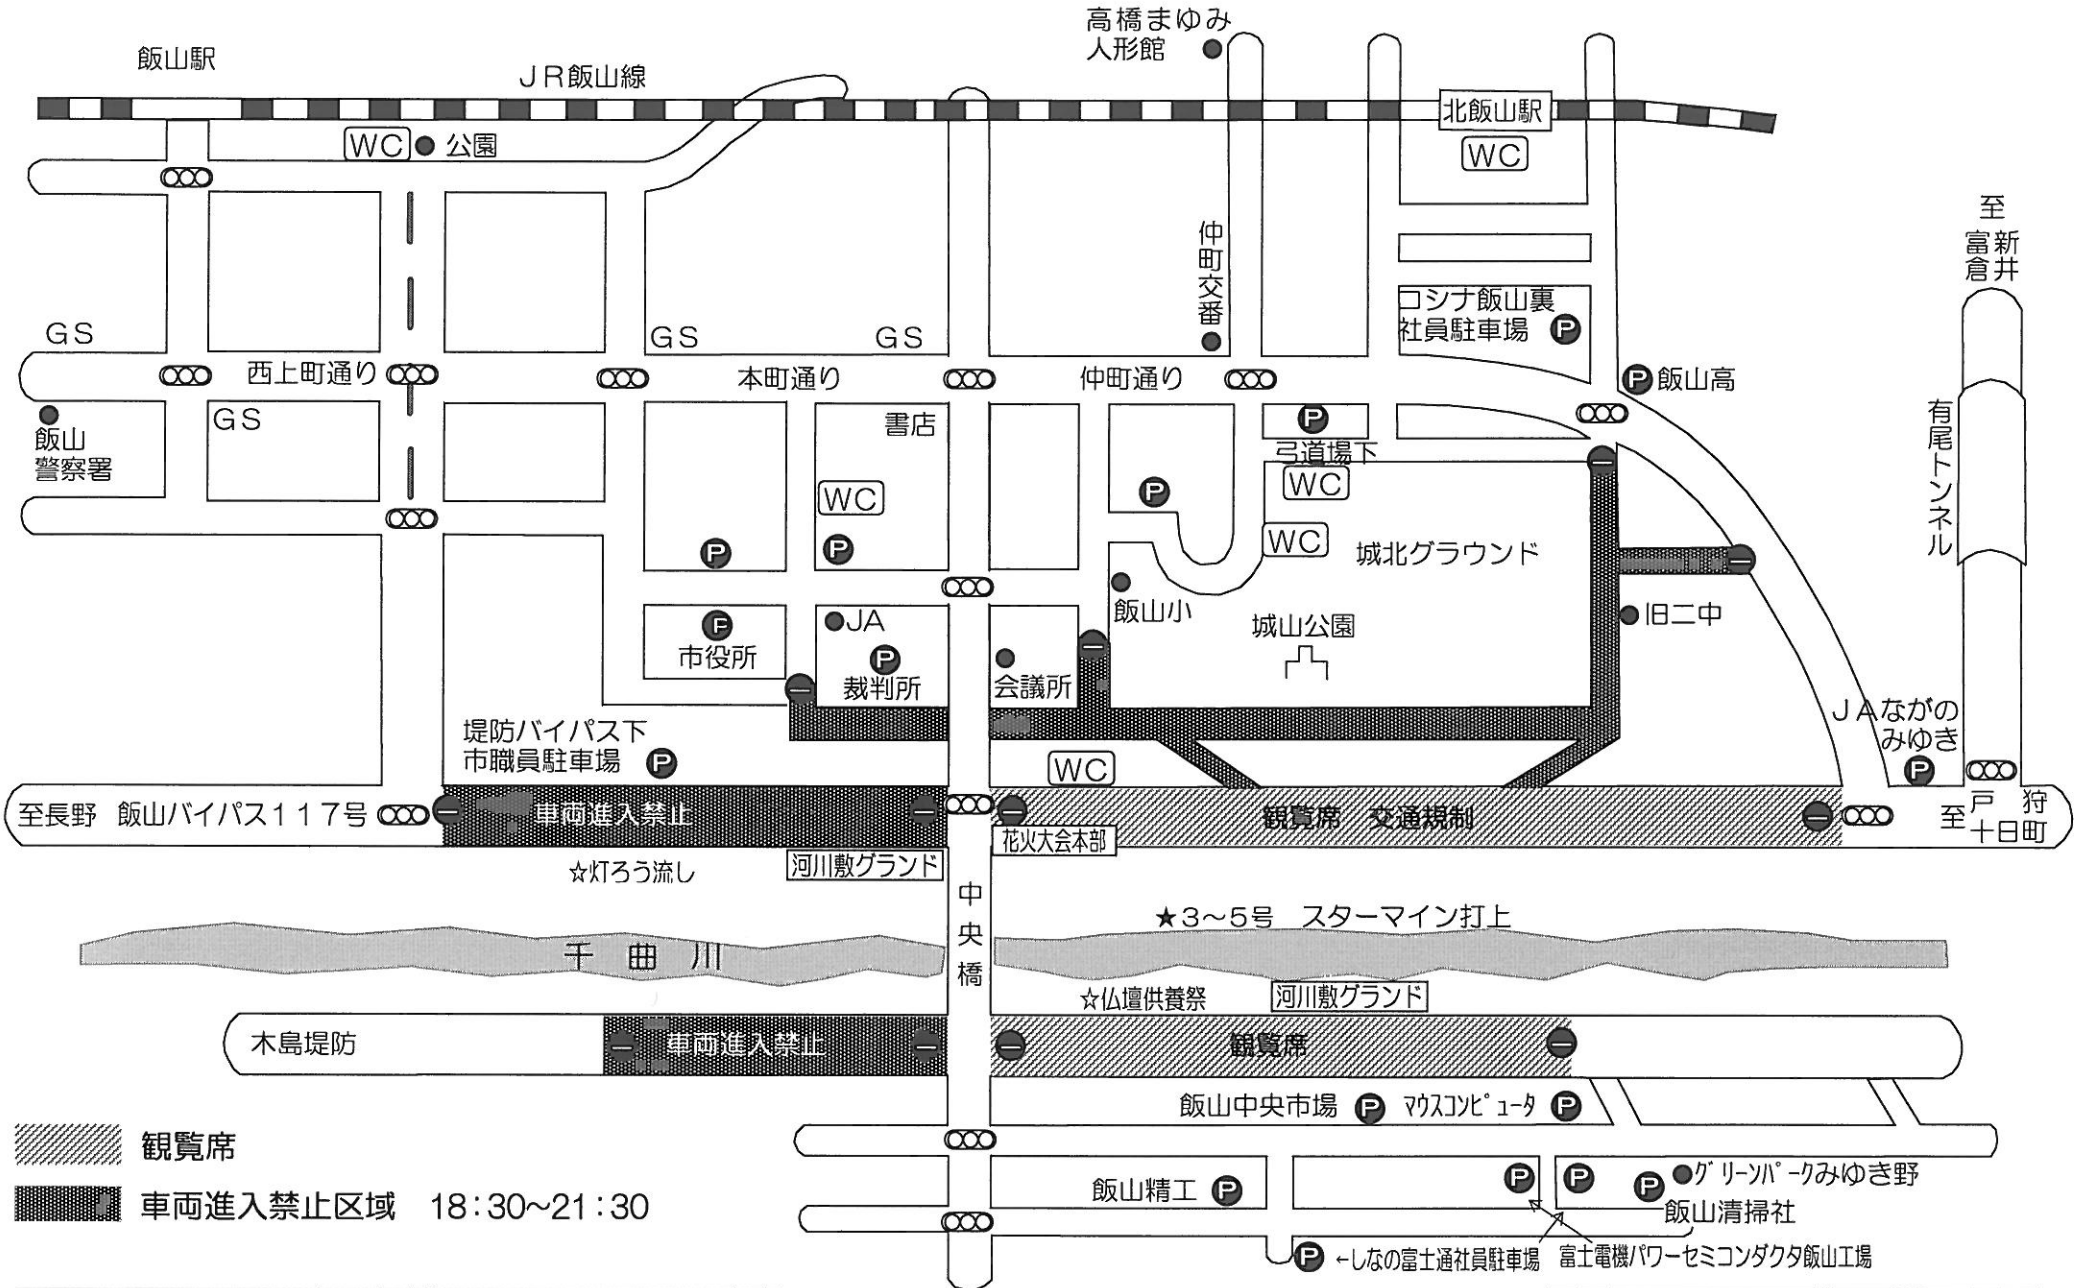 高橋まゆみ
人形館
飯山駅
JR飯山線
北飯山駅
WC
公園
WC
至
富倉
新井
仲町交番
コシナ飯山裏
社員駐車場
P
GS
GS
GS
西上町通り
本町通り
仲町通り
P
飯山高
GS
書店
P
弓道場下
有尾トンネル
飯山
警察署
WC
P
WC
P
P
WC
城北グラウンド
飯山小
旧二中
P
市役所
JA
P
裁判所
会議所
城山公園
堤防バイパス下
市職員駐車場
P
WC
JAながの
みゆき
P
至長野
飯山バイパス117号
車両進入禁止
観覧席 交通規制
至
戸狩
十日町
花火大会本部
☆灯ろう流し
河川敷グランド
中央橋
★3～5号 スターマイン打上
千曲川
☆仏壇供養祭
河川敷グランド
木島堤防
車両進入禁止
観覧席
飯山中央市場
P
マウスコンピュータ
P
観覧席
飯山精工
P
P
P
P
グリーンパークみゆき野
車両進入禁止区域 18:30～21:30
飯山清掃社
P
←しなの富士通社員駐車場
富士電機パワーセミコンダクタ飯山工場